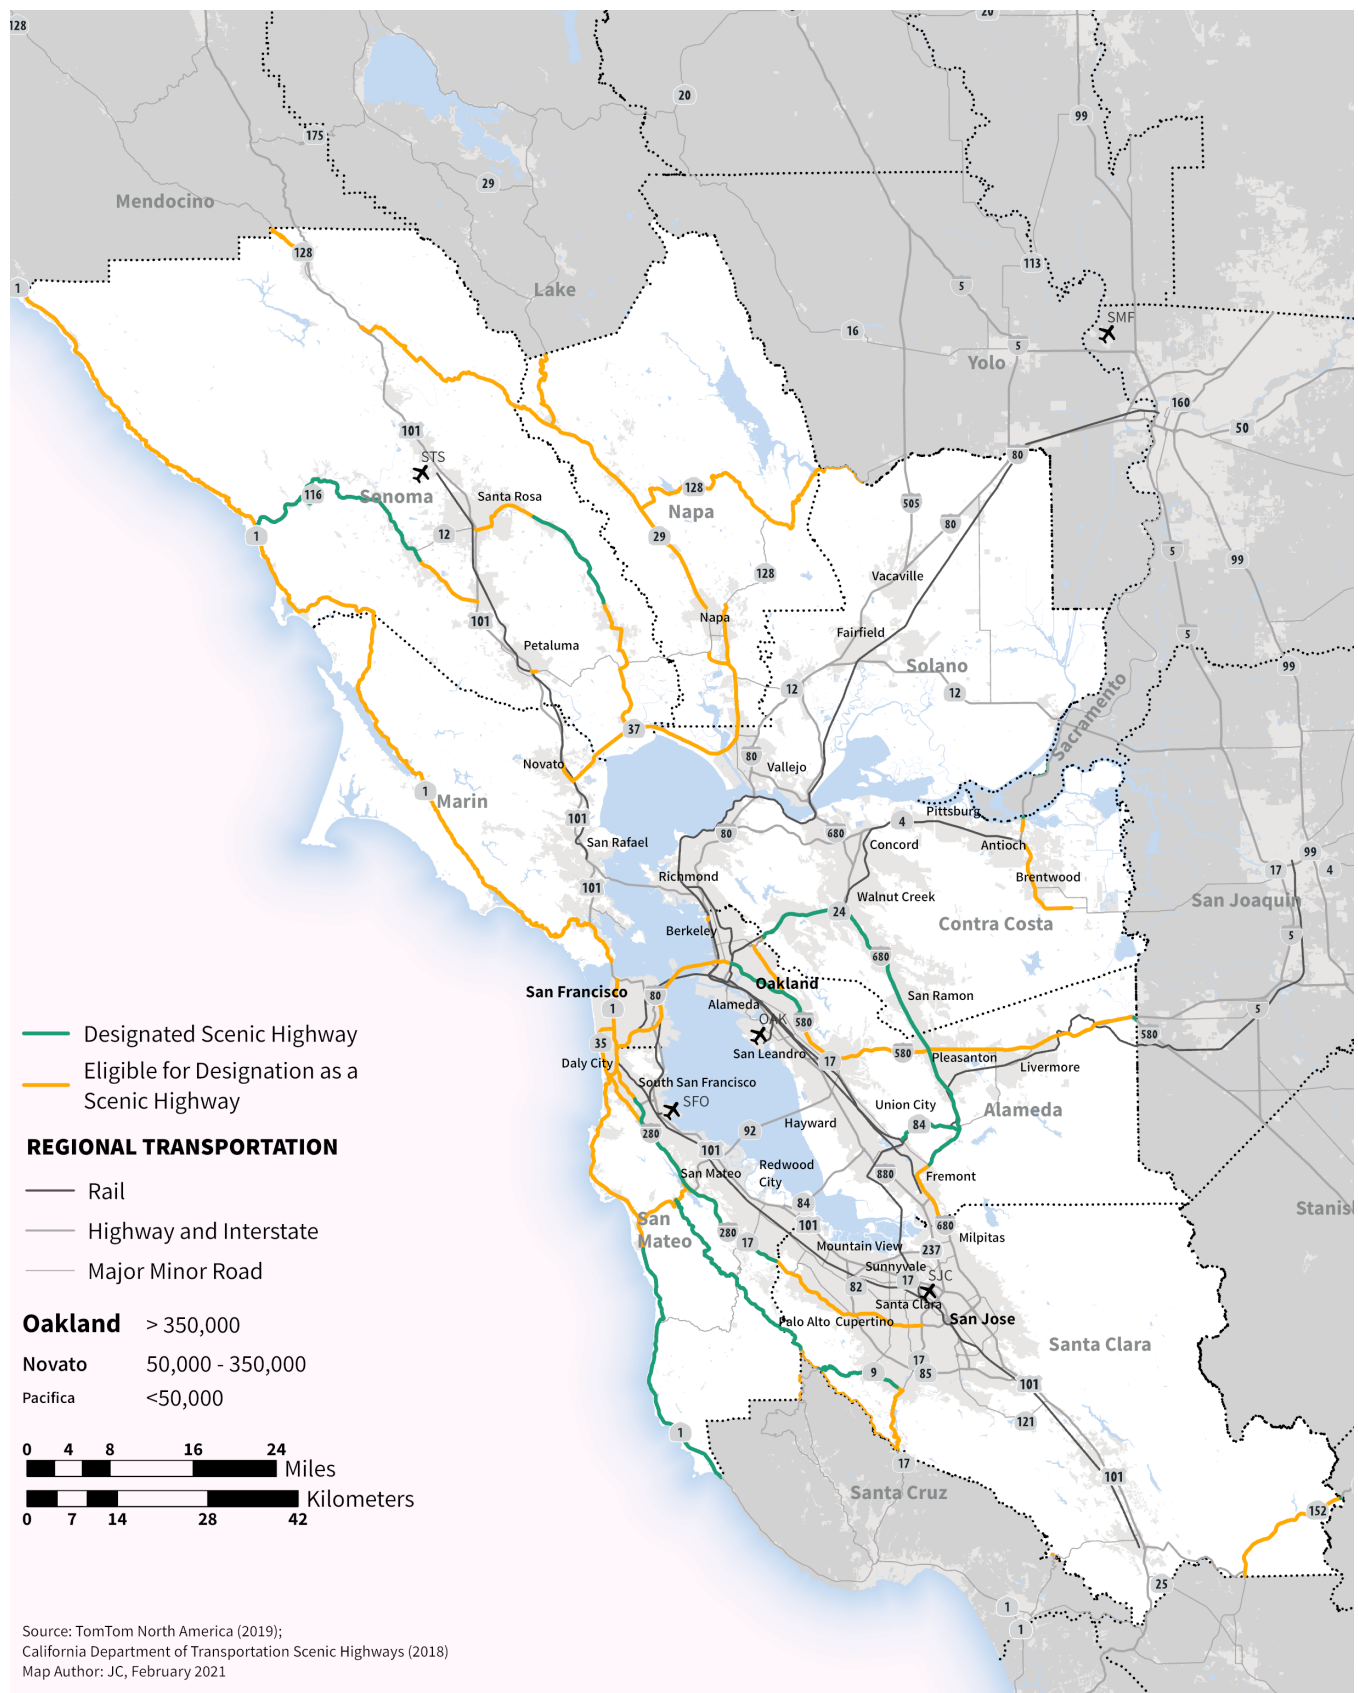 128
20
20
99
175
29
Mendocino
128
113
1
Lake
5
SMF
16
5
Yolo
160
101
50
STS
80
116
Sonoma
Santa Rosa
128
Napa
505
80
1
12
29
5
99
128
Vacaville
101
Napa
Fairfield
5
Petaluma
Solano
99
12
12
Sacramento
37
80
Vallejo
Novato
1
Marin
101
San Rafael
80
680
4
Pittsburg
Concord
Antioch
99
17
4
Richmond
Brentwood
101
Walnut Creek
San Joaquin
24
Contra Costa
Berkeley
5
680
San Francisco
Oakland
80
San Ramon
Alameda
1
OAK
580
5
Designated Scenic Highway
580
35
San Leandro
580
Daly City
17
Pleasanton
Livermore
Eligible for Designation as a
Scenic Highway
South San Francisco
SFO
Union City
Alameda
84
Hayward
92
280
REGIONAL TRANSPORTATION
101
Redwood
City
San Mateo
880
Fremont
Rail
84
Stanisl
San
Mateo
101
680
Highway and Interstate
280
17
Mountain View
237
Milpitas
Sunnyvale
Major Minor Road
82
17
SJC
Santa Clara
Oakland
> 350,000
Palo Alto
Cupertino
San Jose
Santa Clara
Novato
50,000 - 350,000
17
9
85
101
Pacifica
<50,000
121
1
0 4 8 16 24
Miles
17
101
Kilometers
0 7 14 28 42
Santa Cruz
152
25
1
1
Source: TomTom North America (2019);
California Department of Transportation Scenic Highways (2018)
Map Author: JC, February 2021